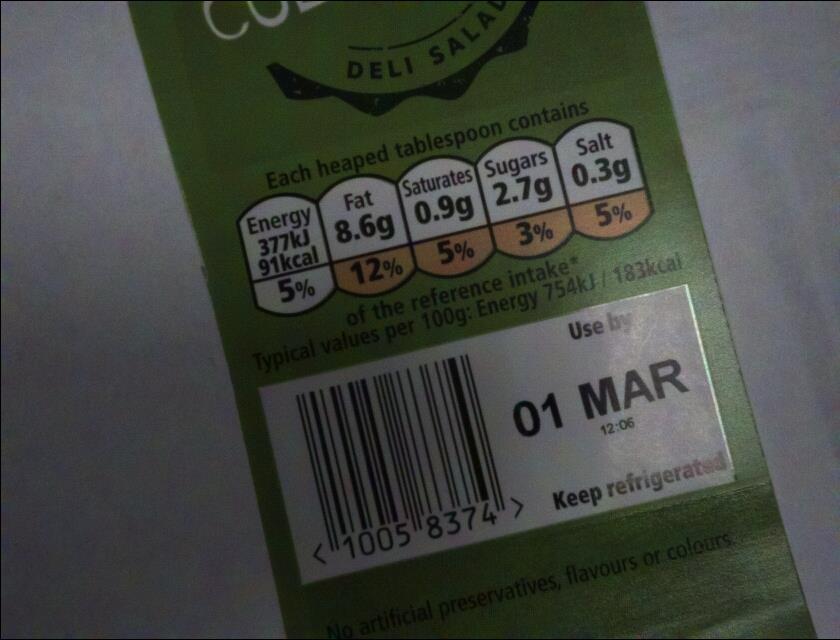 DELI SALAD
Each heaped tablespoon contains
Energy 377kJ 91kcal 5%
Fat 8.6g 12%
Saturates 0.9g 5%
Sugars 2.7g 3%
Salt 0.3g 5%
of the reference intake*
Typical values per 100g: Energy 754kJ / 183kcal
Use by
01 MAR
12:06
Keep refrigerated
< 1005 8374 >
No artificial preservatives, flavours or colours.